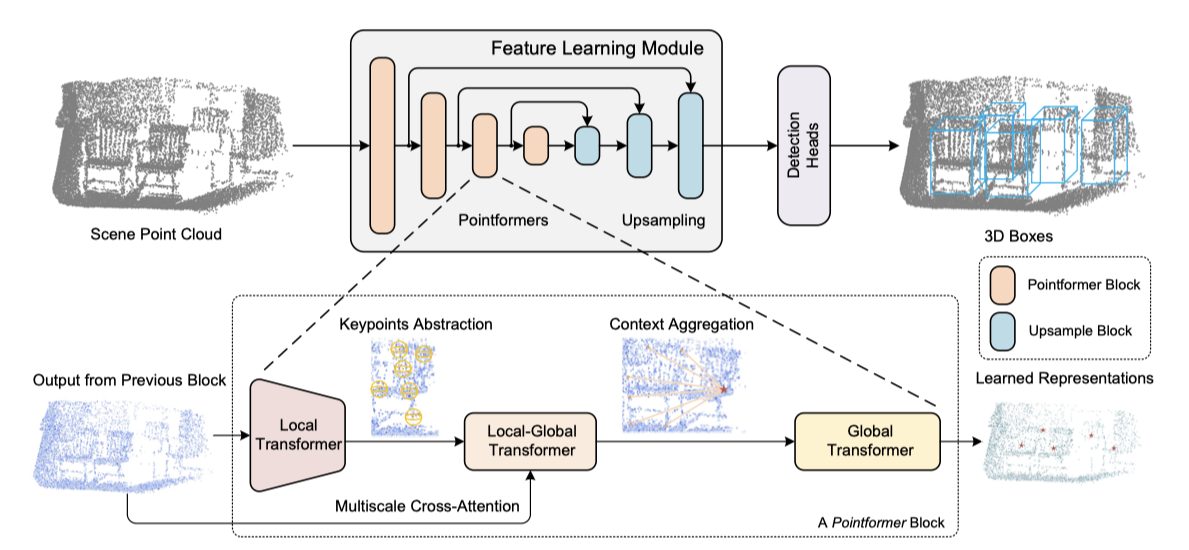 Feature Learning Module
Detection
Heads
Pointformers
Upsampling
Scene Point Cloud
3D Boxes
Pointformer Block
Upsample Block
Keypoints Abstraction
Context Aggregation
Output from Previous Block
Learned Representations
Local
Transformer
Local-Global
Transformer
Global
Transformer
Multiscale Cross-Attention
A Pointformer Block